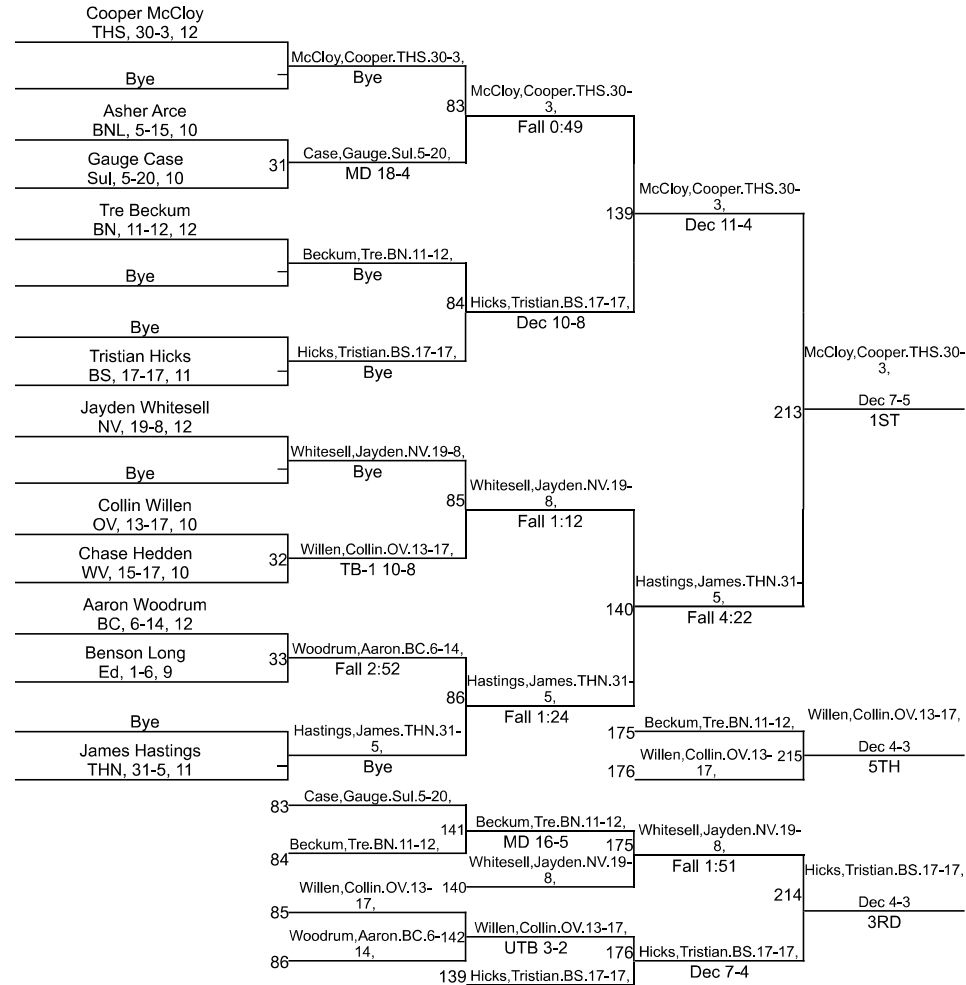 Cooper McCloy
THS, 30-3, 12
McCloy,Cooper.THS.30-3,
Bye
Bye
83
McCloy,Cooper.THS.30-
3,
Fall 0:49
Asher Arce
BNL, 5-15, 10
Gauge Case
Sul, 5-20, 10
31
Case,Gauge.Sul.5-20,
MD 18-4
Tre Beckum
BN, 11-12, 12
139
McCloy,Cooper.THS.30-
3,
Dec 11-4
Beckum,Tre.BN.11-12,
Bye
Bye
84
Hicks,Tristian.BS.17-17,
Dec 10-8
Bye
Tristian Hicks
BS, 17-17, 11
Hicks,Tristian.BS.17-17,
Bye
McCloy,Cooper.THS.30-
3,
213
Dec 7-5
1ST
Jayden Whitesell
NV, 19-8, 12
Whitesell,Jayden.NV.19-8,
Bye
Bye
85
Whitesell,Jayden.NV.19-
8,
Fall 1:12
Collin Willen
OV, 13-17, 10
Chase Hedden
WV, 15-17, 10
32
Willen,Collin.OV.13-17,
TB-1 10-8
Aaron Woodrum
BC, 6-14, 12
140
Hastings,James.THN.31-
5,
Fall 4:22
Benson Long
Ed, 1-6, 9
33
Woodrum,Aaron.BC.6-14,
Fall 2:52
86
Hastings,James.THN.31-
5,
Fall 1:24
Bye
James Hastings
THN, 31-5, 11
Hastings,James.THN.31-
5,
Bye
175
Beckum,Tre.BN.11-12,
176
Willen,Collin.OV.13-
17,
215
Willen,Collin.OV.13-17,
Dec 4-3
5TH
83
Case,Gauge.Sul.5-20,
84
Beckum,Tre.BN.11-12,
141
Beckum,Tre.BN.11-12,
MD 16-5
140
Whitesell,Jayden.NV.19-
8,
175
Whitesell,Jayden.NV.19-
8,
Fall 1:51
85
Willen,Collin.OV.13-
17,
86
Woodrum,Aaron.BC.6-
14,
142
Willen,Collin.OV.13-17,
UTB 3-2
139
Hicks,Tristian.BS.17-17,
176
Hicks,Tristian.BS.17-17,
Dec 7-4
214
Hicks,Tristian.BS.17-17,
Dec 4-3
3RD